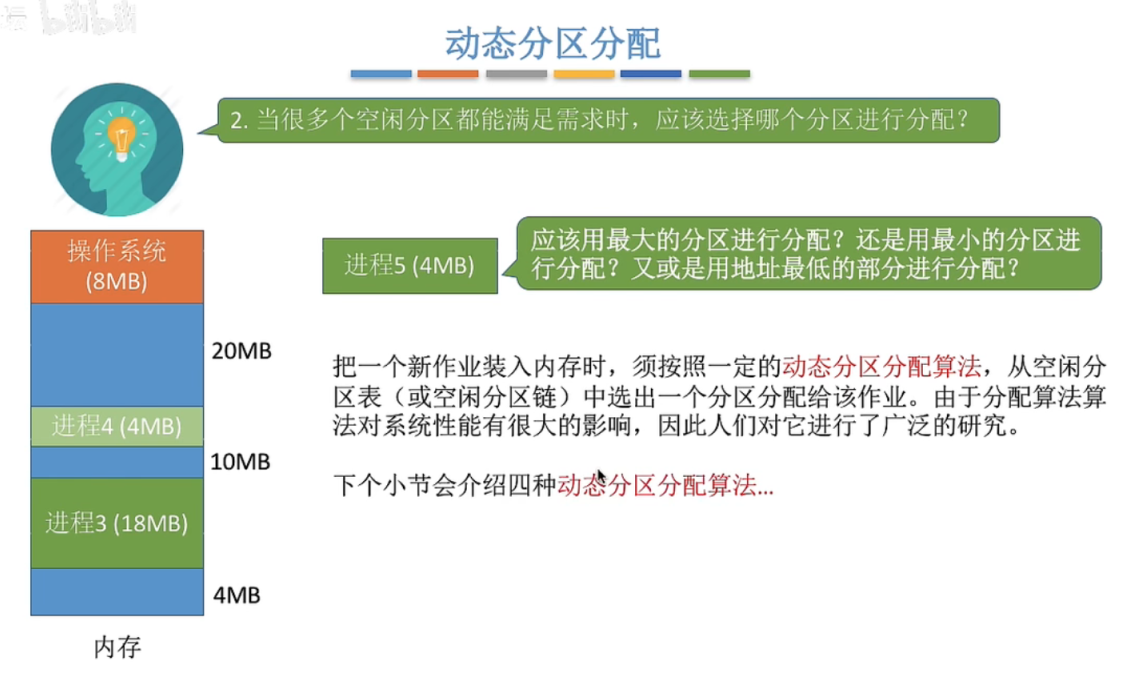 动态分区分配
2. 当很多个空闲分区都能满足需求时，应该选择哪个分区进行分配？
操作系统
(8MB)
20MB
进程4 (4MB)
10MB
进程3 (18MB)
4MB
内存
进程5 (4MB)
应该用最大的分区进行分配？还是用最小的分区进
行分配？又或是用地址最低的部分进行分配？
把一个新作业装入内存时，须按照一定的动态分区分配算法，从空闲分
区表（或空闲分区链）中选出一个分区分配给该作业。由于分配算法算
法对系统性能有很大的影响，因此人们对它进行了广泛的研究。
下个小节会介绍四种动态分区分配算法...